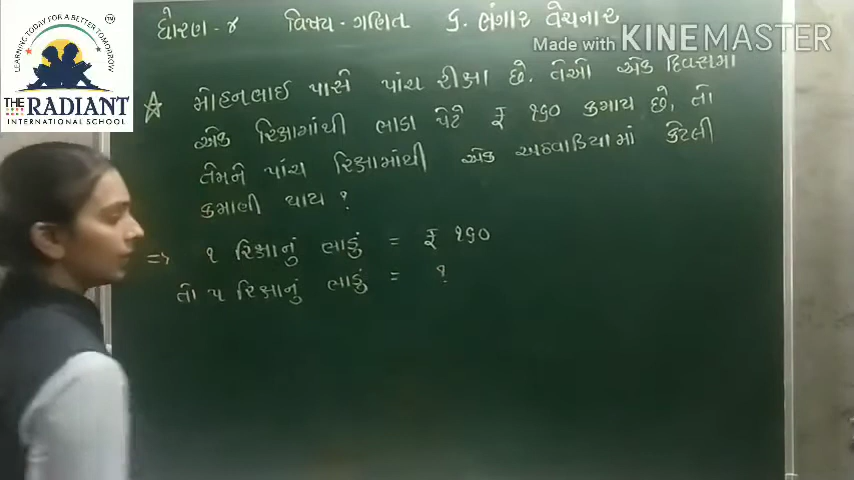 ધોરણ - ૪ વિષય - ગણિત ૬. ભંગાર વેચનાર
Made with KINEMASTER
LEARNING TODAY FOR A BETTER TOMORROW
THE RADIANT
INTERNATIONAL SCHOOL
મોહનભાઈ પાસે પાંચ રીક્ષા છે. તેઓ એક દિવસમાં
એક રિક્ષામાંથી ભાડા પેટે ₹ ૧૬૦ કમાય છે, તો
તેમને પાંચ રિક્ષામાંથી એક અઠવાડિયામાં કેટલી
કમાણી થાય ?
=> ૧ રિક્ષાનું ભાડું = ₹ ૧૬૦
તો ૫ રિક્ષાનું ભાડું = ?